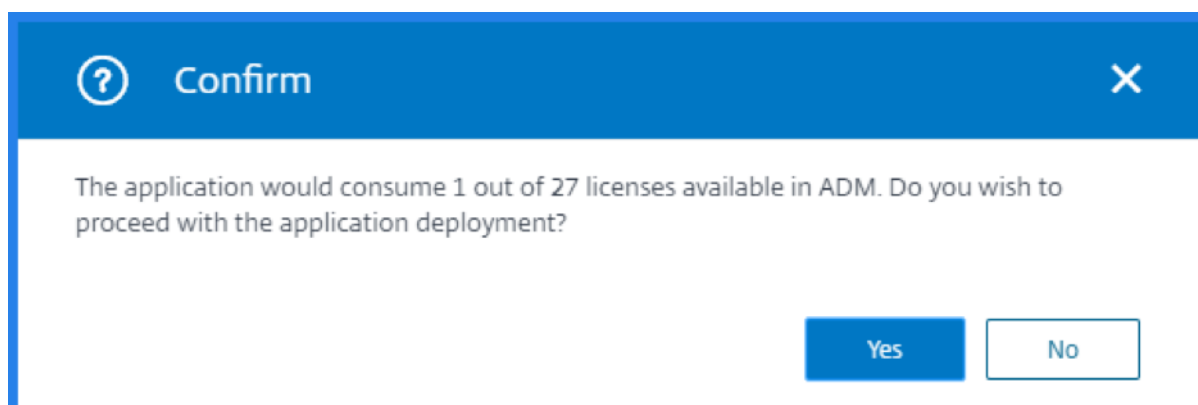 Confirm
The application would consume 1 out of 27 licenses available in ADM. Do you wish to
proceed with the application deployment?
Yes No